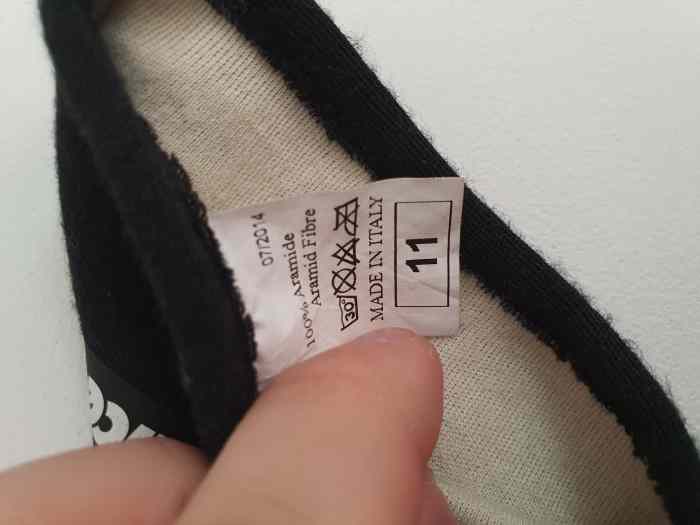 07/2014
100% Aramide
Aramid Fibre
30°
MADE IN ITALY
11